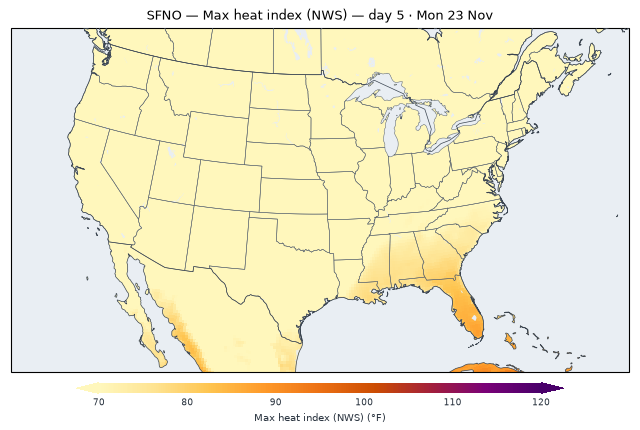 SFNO — Max heat index (NWS) — day 5 · Mon 23 Nov
70 80 90 100 110 120
Max heat index (NWS) (°F)